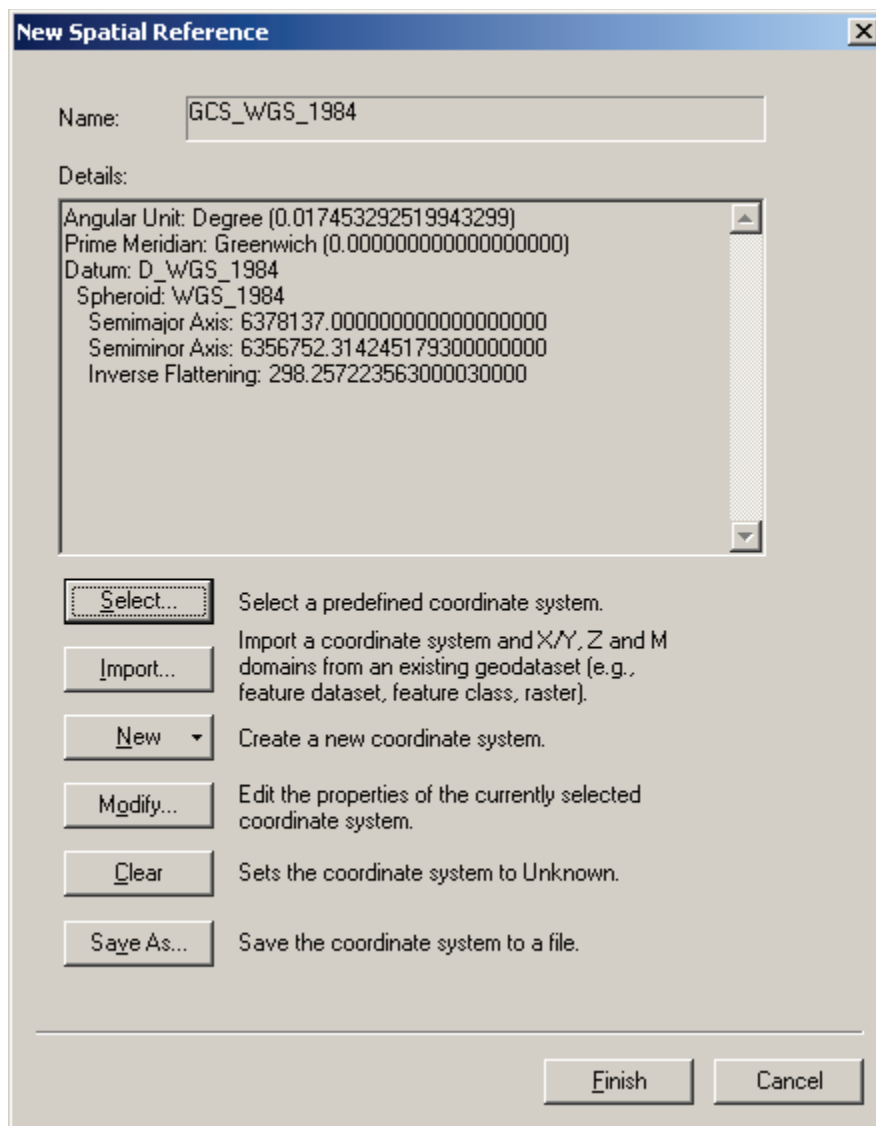 New Spatial Reference
Name: GCS_WGS_1984
Details:
Angular Unit: Degree (0.017453292519943299)
Prime Meridian: Greenwich (0.000000000000000000)
Datum: D_WGS_1984
Spheroid: WGS_1984
Semimajor Axis: 6378137.000000000000000000
Semiminor Axis: 6356752.314245179300000000
Inverse Flattening: 298.257223563000030000
Select... Select a predefined coordinate system.
Import... Import a coordinate system and X/Y, Z and M
domains from an existing geodataset (e.g.,
feature dataset, feature class, raster).
New Create a new coordinate system.
Modify... Edit the properties of the currently selected
coordinate system.
Clear Sets the coordinate system to Unknown.
Save As... Save the coordinate system to a file.
Finish Cancel